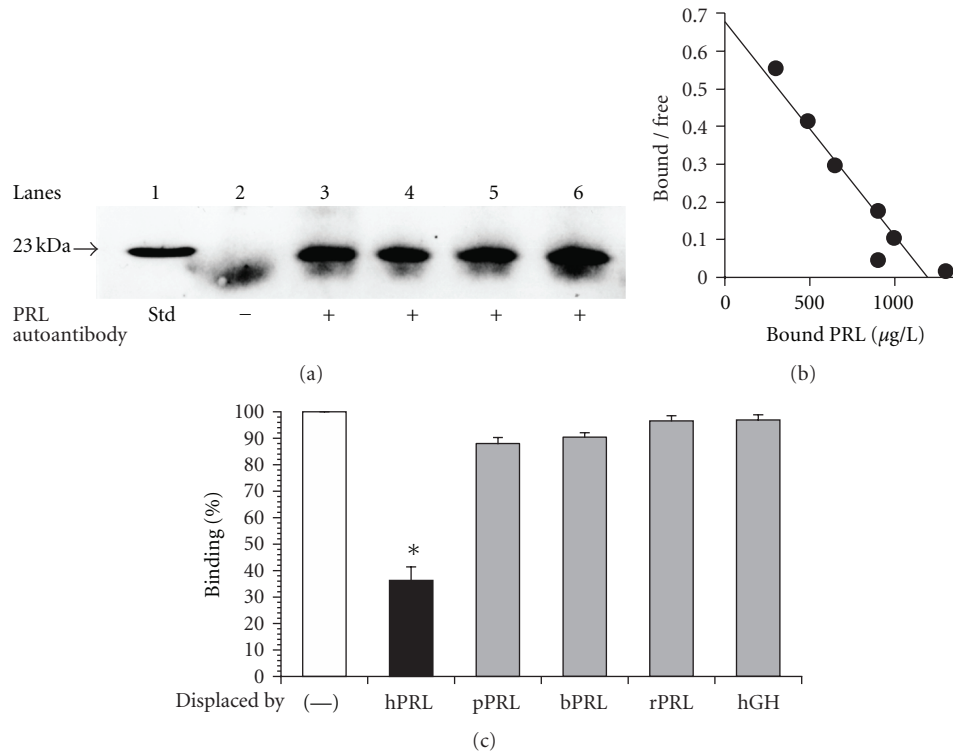 Lanes 1 2 3 4 5 6
23 kDa
PRL autoantibody Std − + + + +
(a)
0.7
0.6
0.5
0.4
0.3
0.2
0.1
0
0 500 1000
Bound / free
Bound PRL (μg/L)
(b)
100
90
80
70
60
50
40
30
20
10
0
Binding (%)
*
Displaced by (—) hPRL pPRL bPRL rPRL hGH
(c)